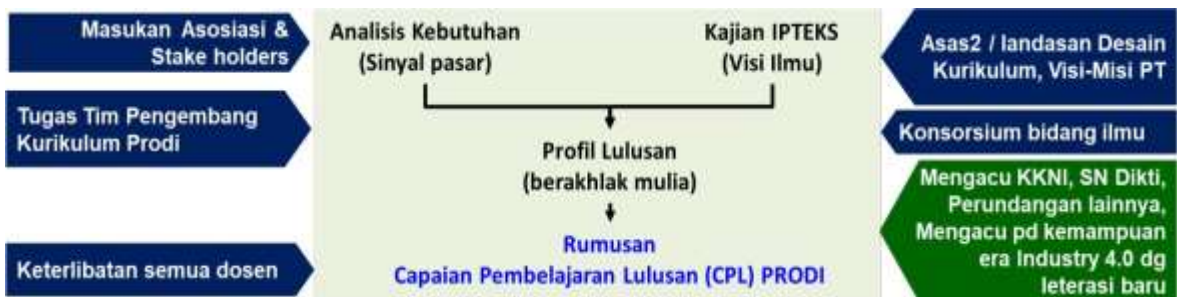 Masukan Asosiasi &
Stake holders
Tugas Tim Pengembang
Kurikulum Prodi
Keterlibatan semua dosen
Analisis Kebutuhan
(Sinyal pasar)
Kajian IPTEKS
(Visi Ilmu)
Profil Lulusan
(berakhlak mulia)
Rumusan
Capaian Pembelajaran Lulusan (CPL) PRODI
Asas2 / landasan Desain
Kurikulum, Visi-Misi PT
Konsorsium bidang ilmu
Mengacu KKNI, SN Dikti,
Perundangan lainnya,
Mengacu pd kemampuan
era Industry 4.0 dg
leterasi baru